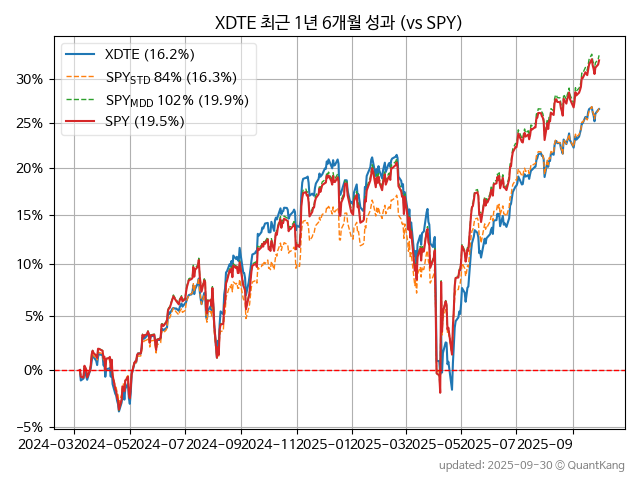 XDTE 최근 1년 6개월 성과 (vs SPY)
XDTE (16.2%)
SPYSTD 84% (16.3%)
SPYMDD 102% (19.9%)
SPY (19.5%)
30%
25%
20%
15%
10%
5%
0%
−5%
2024-03 2024-05 2024-07 2024-09 2024-11 2025-01 2025-03 2025-05 2025-07 2025-09
updated: 2025-09-30 © QuantKang